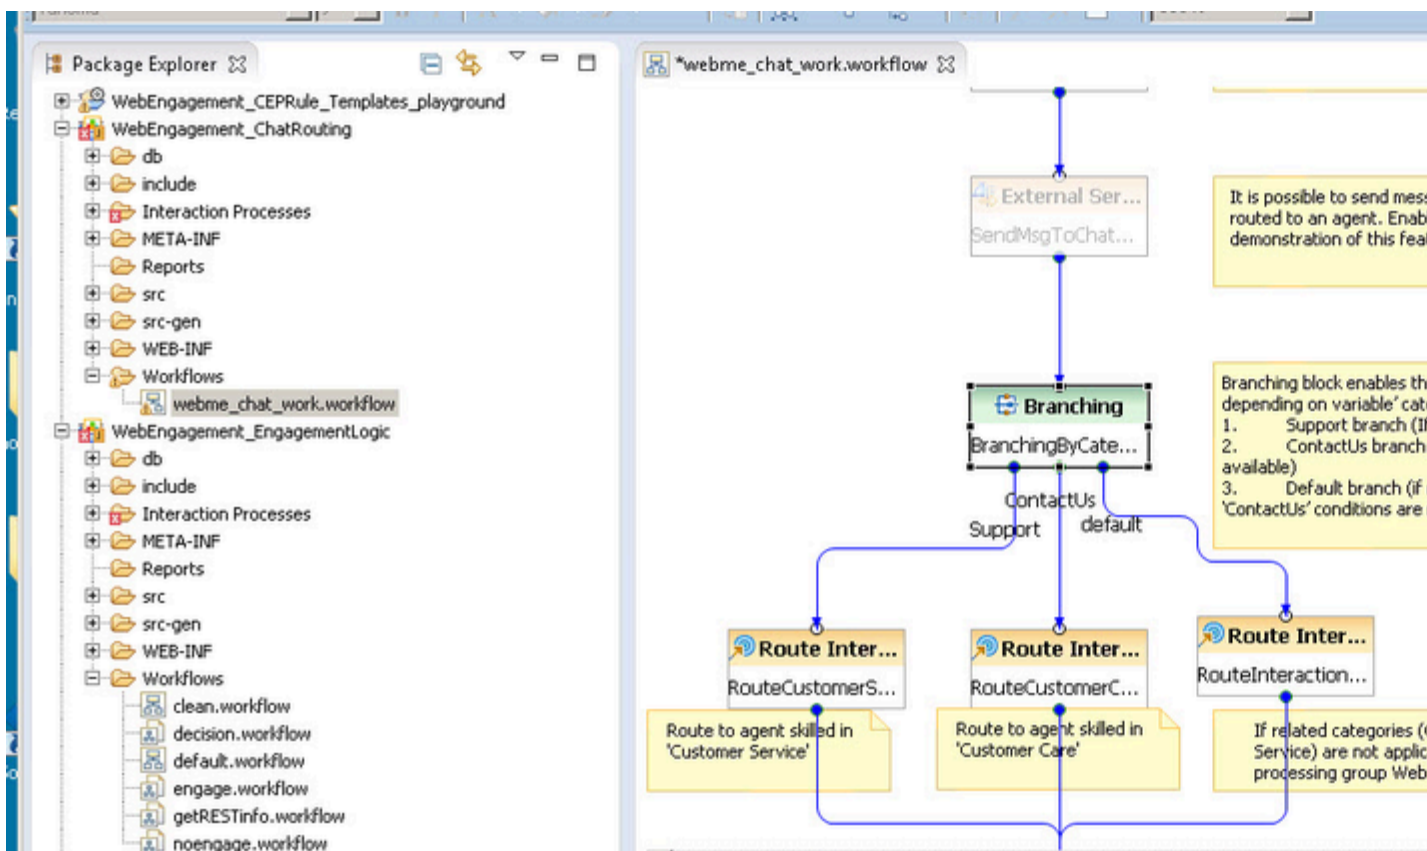 Package Explorer
WebEngagement_CEPRule_Templates_playground
WebEngagement_ChatRouting
db
include
Interaction Processes
META-INF
Reports
src
src-gen
WEB-INF
Workflows
webme_chat_work.workflow
WebEngagement_EngagementLogic
db
include
Interaction Processes
META-INF
Reports
src
src-gen
WEB-INF
Workflows
clean.workflow
decision.workflow
default.workflow
engage.workflow
getRESTinfo.workflow
noengage.workflow
*webme_chat_work.workflow
External Ser...
SendMsgToChat...
It is possible to send mess
routed to an agent. Enab
demonstration of this fea
Branching
BranchingByCate...
Branching block enables th
depending on variable' cat
1. Support branch (If
2. ContactUs branch
available)
3. Default branch (if
'ContactUs' conditions are
ContactUs
Support
default
Route Inter...
RouteCustomerS...
Route to agent skilled in
'Customer Service'
Route Inter...
RouteCustomerC...
Route to agent skilled in
'Customer Care'
Route Inter...
RouteInteraction...
If related categories (
Service) are not applic
processing group Web